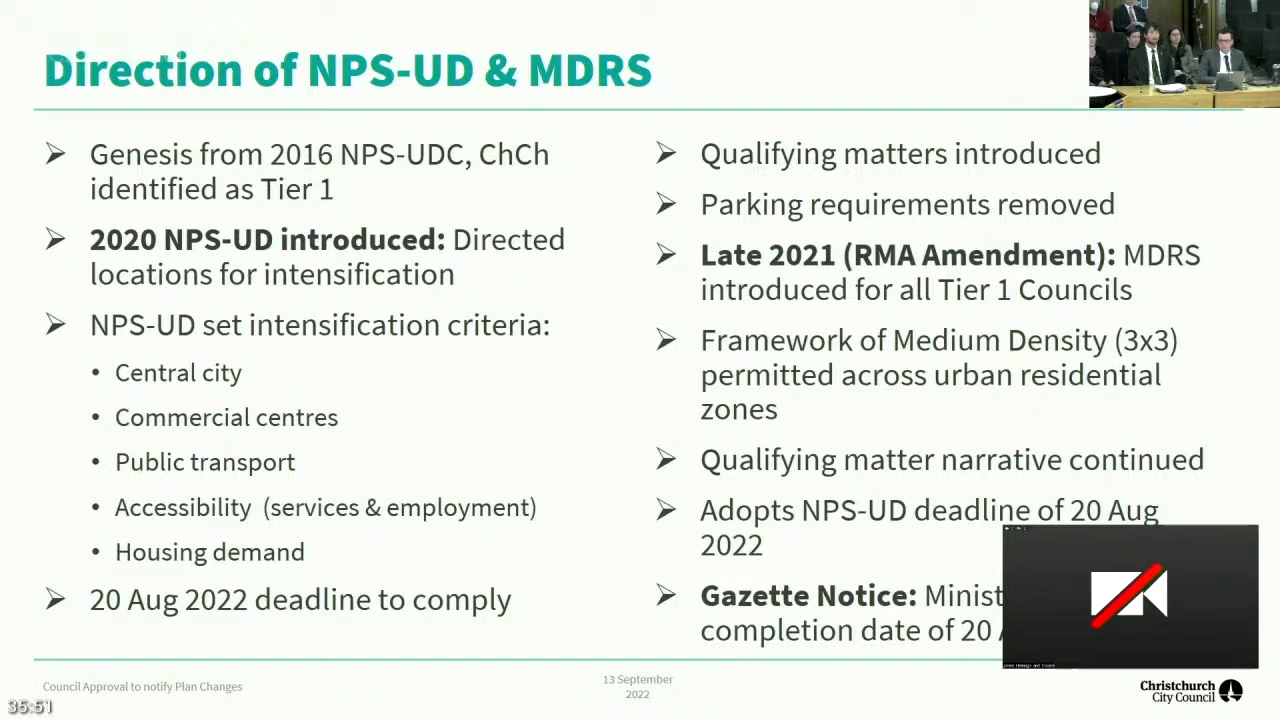 Direction of NPS-UD & MDRS
➢ Genesis from 2016 NPS-UDC, ChCh
identified as Tier 1
➢ 2020 NPS-UD introduced: Directed
locations for intensification
➢ NPS-UD set intensification criteria:
• Central city
• Commercial centres
• Public transport
• Accessibility (services & employment)
• Housing demand
➢ 20 Aug 2022 deadline to comply
➢ Qualifying matters introduced
➢ Parking requirements removed
➢ Late 2021 (RMA Amendment): MDRS
introduced for all Tier 1 Councils
➢ Framework of Medium Density (3x3)
permitted across urban residential
zones
➢ Qualifying matter narrative continued
➢ Adopts NPS-UD deadline of 20 Aug
2022
➢ Gazette Notice:
completion date of 20
Council Approval to notify Plan Changes
13 September
2022
Christchurch
City Council
35:51